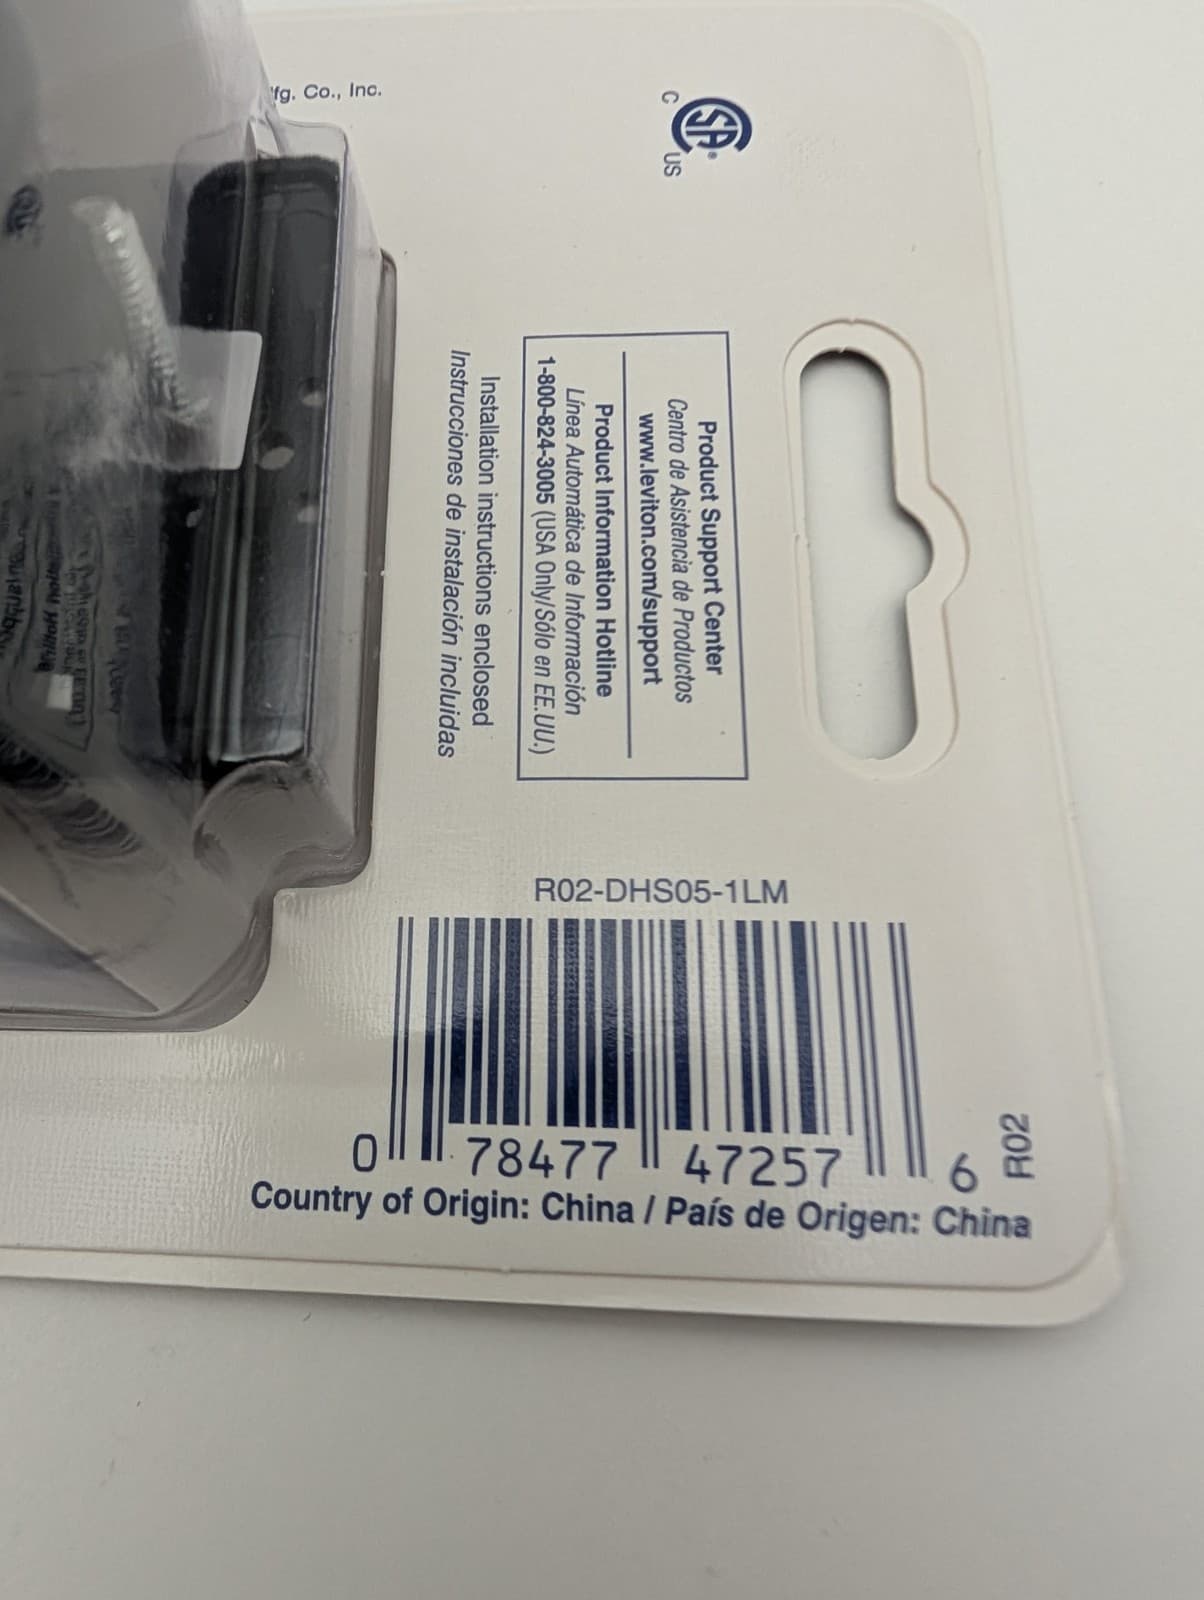 fg. Co., Inc.
C SA® US
Product Support Center
Centro de Asistencia de Productos
www.leviton.com/support
Product Information Hotline
Línea Automática de Información
1-800-824-3005 (USA Only/Sólo en EE.UU.)
Installation instructions enclosed
Instrucciones de instalación incluidas
R02-DHS05-1LM
0 78477 47257 6
R02
Country of Origin: China / País de Origen: China